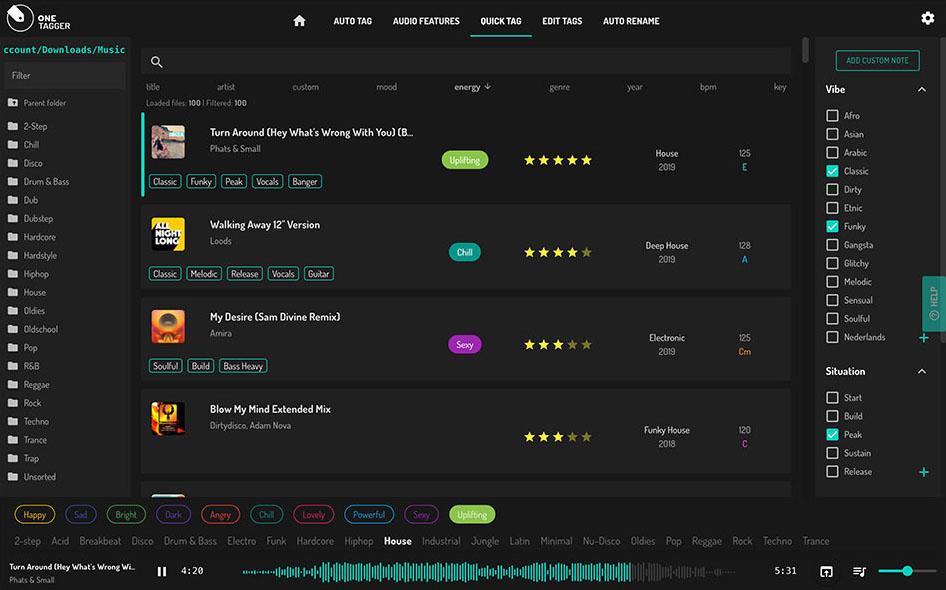 ONE
TAGGER
AUTO TAG
AUDIO FEATURES
QUICK TAG
EDIT TAGS
AUTO RENAME
ccount/Downloads/Music
Filter
Parent folder
2-Step
Chill
Disco
Drum & Bass
Dub
Dubstep
Hardcore
Hardstyle
Hiphop
House
Oldies
Oldschool
Pop
R&B
Reggae
Rock
Techno
Trance
Trap
Unsorted
title artist custom mood energy genre year bpm key
Loaded files: 100 | Filtered: 100
Turn Around (Hey What's Wrong With You) (B...
Phats & Small
Uplifting
House
2019
125
E
Classic Funky Peak Vocals Banger
ALL
NIGHT
LONG
Walking Away 12" Version
Loods
Chill
Deep House
2019
128
A
Classic Melodic Release Vocals Guitar
My Desire (Sam Divine Remix)
Amira
Sexy
Electronic
2019
125
Cm
Soulful Build Bass Heavy
Blow My Mind Extended Mix
Dirtydisco, Adam Nova
Funky House
2018
120
C
ADD CUSTOM NOTE
Vibe
Afro
Asian
Arabic
Classic
Dirty
Etnic
Funky
Gangsta
Glitchy
Melodic
Sensual
Soulful
Nederlands
HELP
Situation
Start
Build
Peak
Sustain
Release
Happy Sad Bright Dark Angry Chill Lovely Powerful Sexy Uplifting
2-step Acid Breakbeat Disco Drum & Bass Electro Funk Hardcore Hiphop House Industrial Jungle Latin Minimal Nu-Disco Oldies Pop Reggae Rock Techno Trance
Turn Around (Hey What's Wrong Wi...
Phats & Small
4:20
5:31